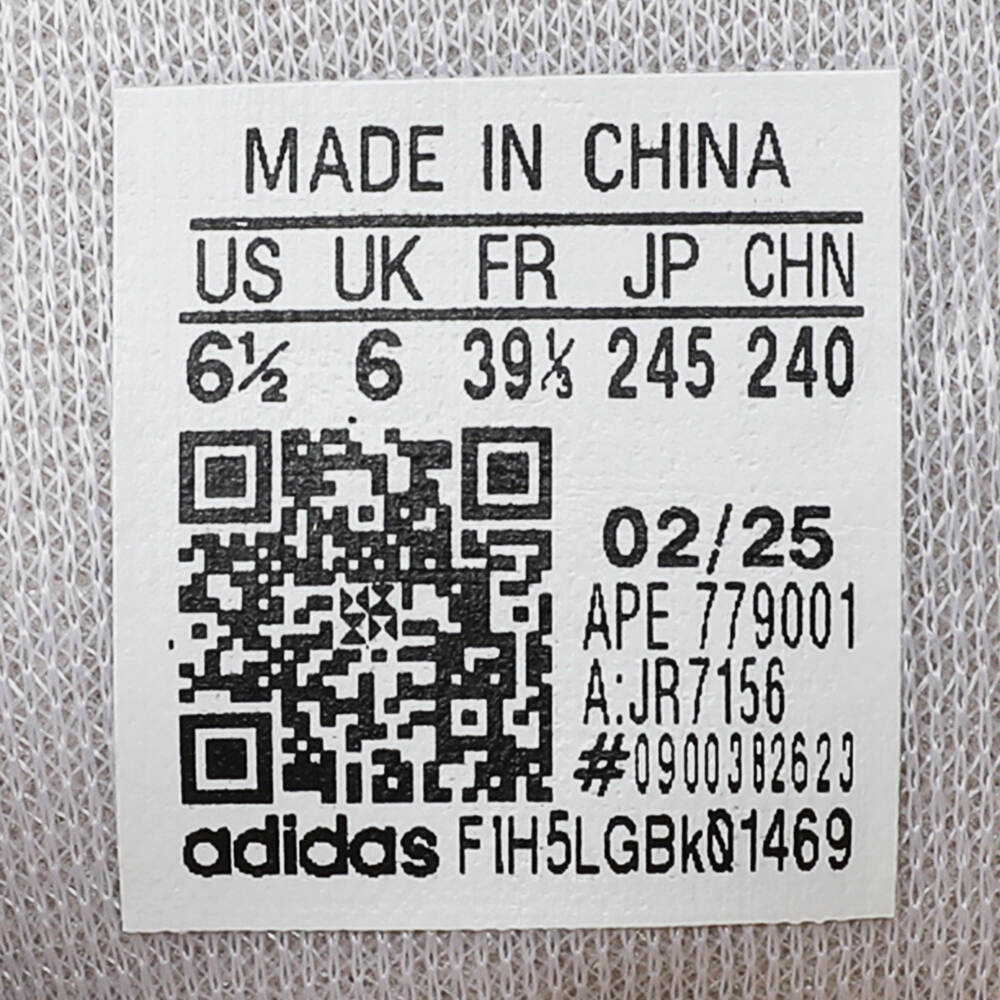 MADE IN CHINA
US UK FR JP CHN
6½ 6 39⅓ 245 240
02/25
APE 779001
A:JR7156
#0900382623
adidas F1H5LGBkQ1469